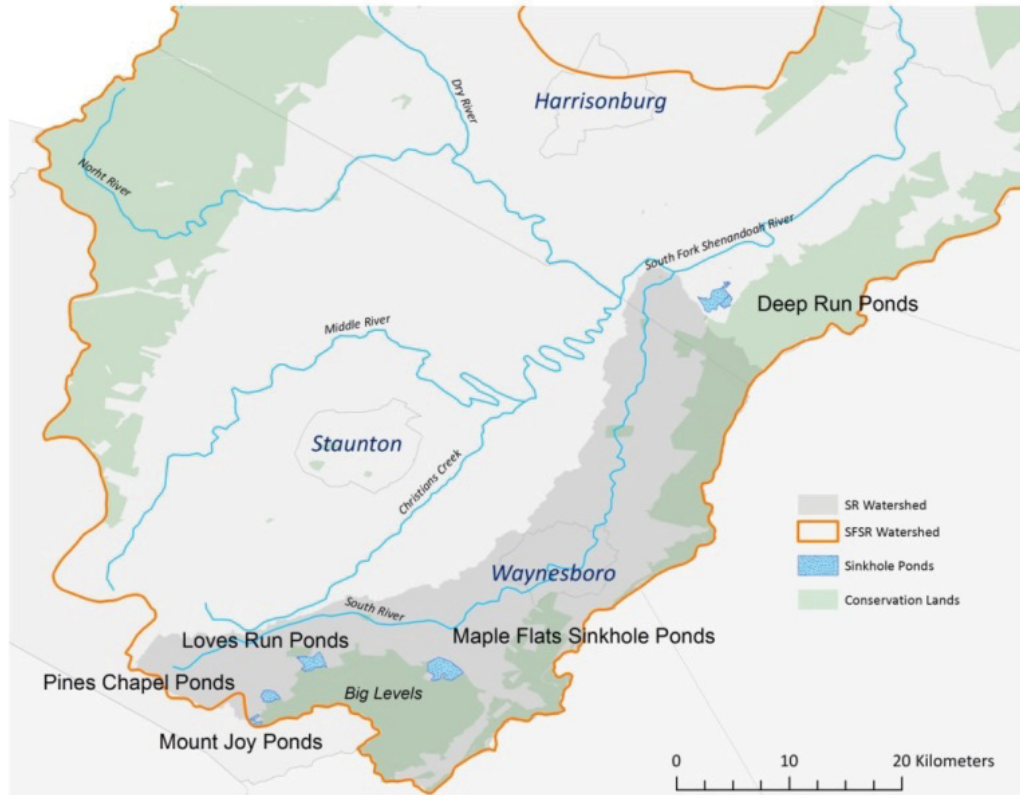 Harrisonburg
Dry River
Norht River
South Fork Shenandoah River
Deep Run Ponds
Middle River
Staunton
Christians Creek
SR Watershed
SFSR Watershed
Sinkhole Ponds
Conservation Lands
Waynesboro
South River
Loves Run Ponds
Maple Flats Sinkhole Ponds
Pines Chapel Ponds
Big Levels
Mount Joy Ponds
0 10 20 Kilometers